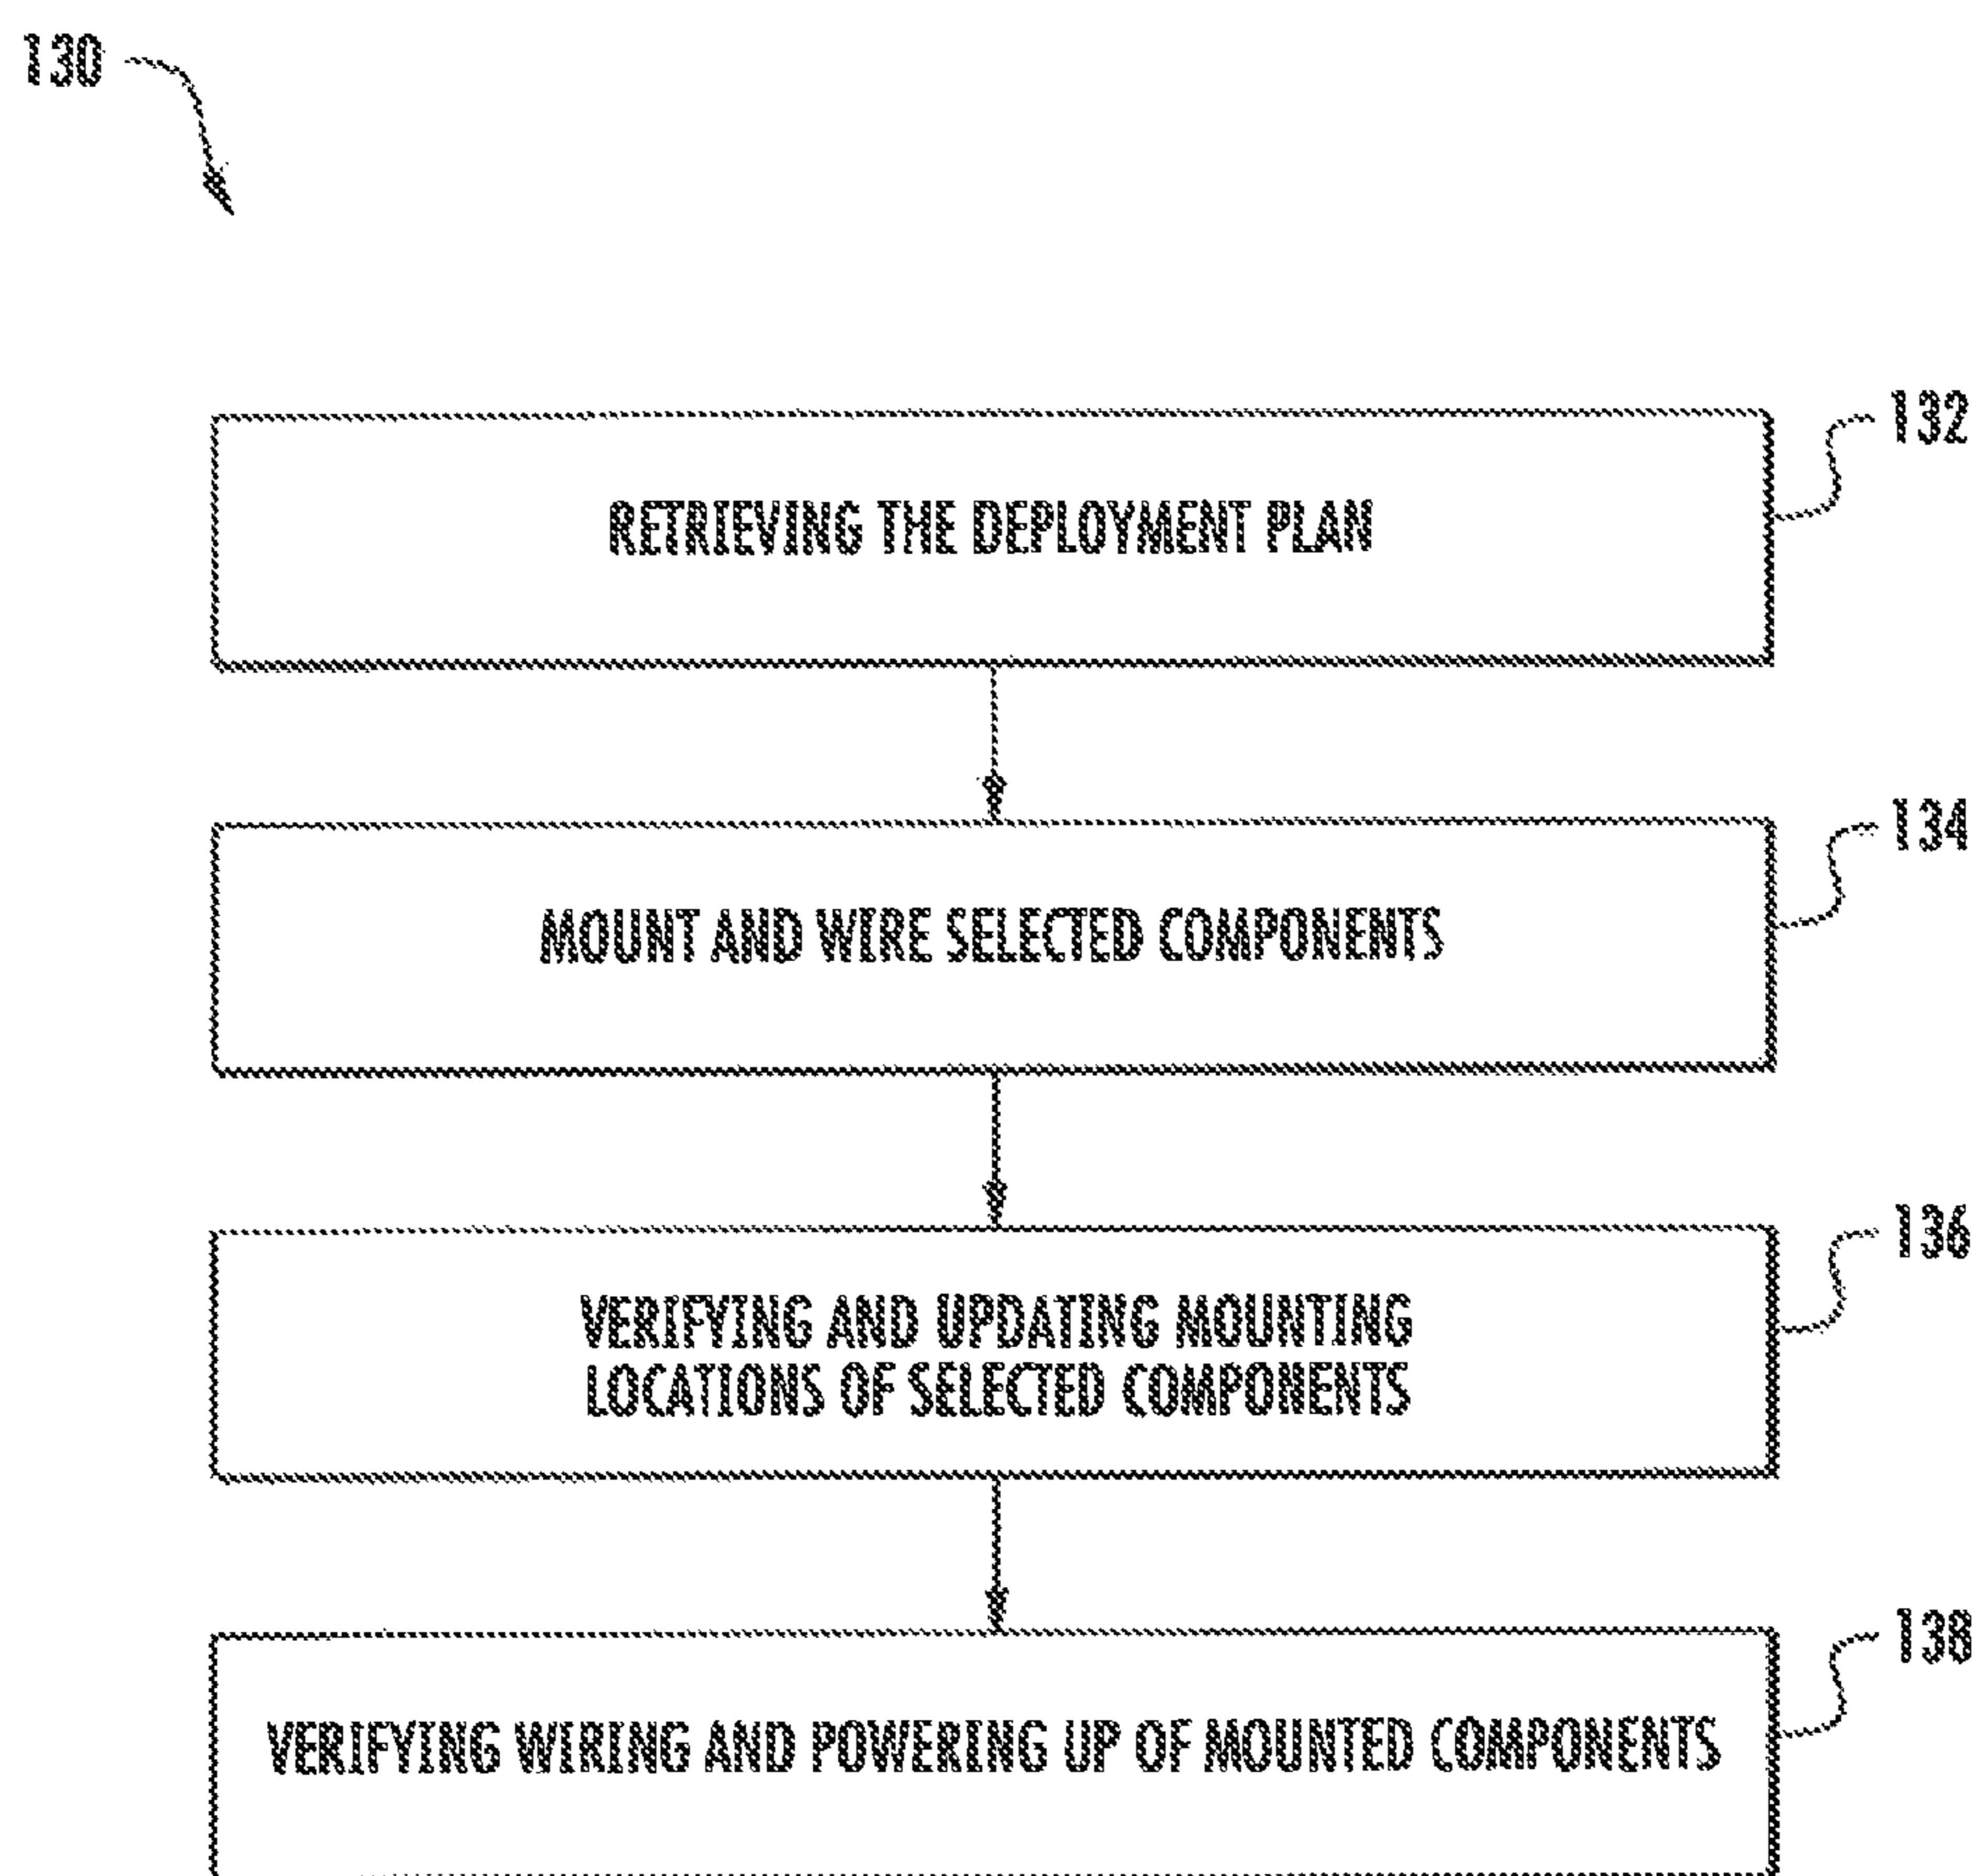 130
132
RETRIEVING THE DEPLOYMENT PLAN
134
MOUNT AND WIRE SELECTED COMPONENTS
136
VERIFYING AND UPDATING MOUNTING
LOCATIONS OF SELECTED COMPONENTS
138
VERIFYING WIRING AND POWERING UP OF MOUNTED COMPONENTS